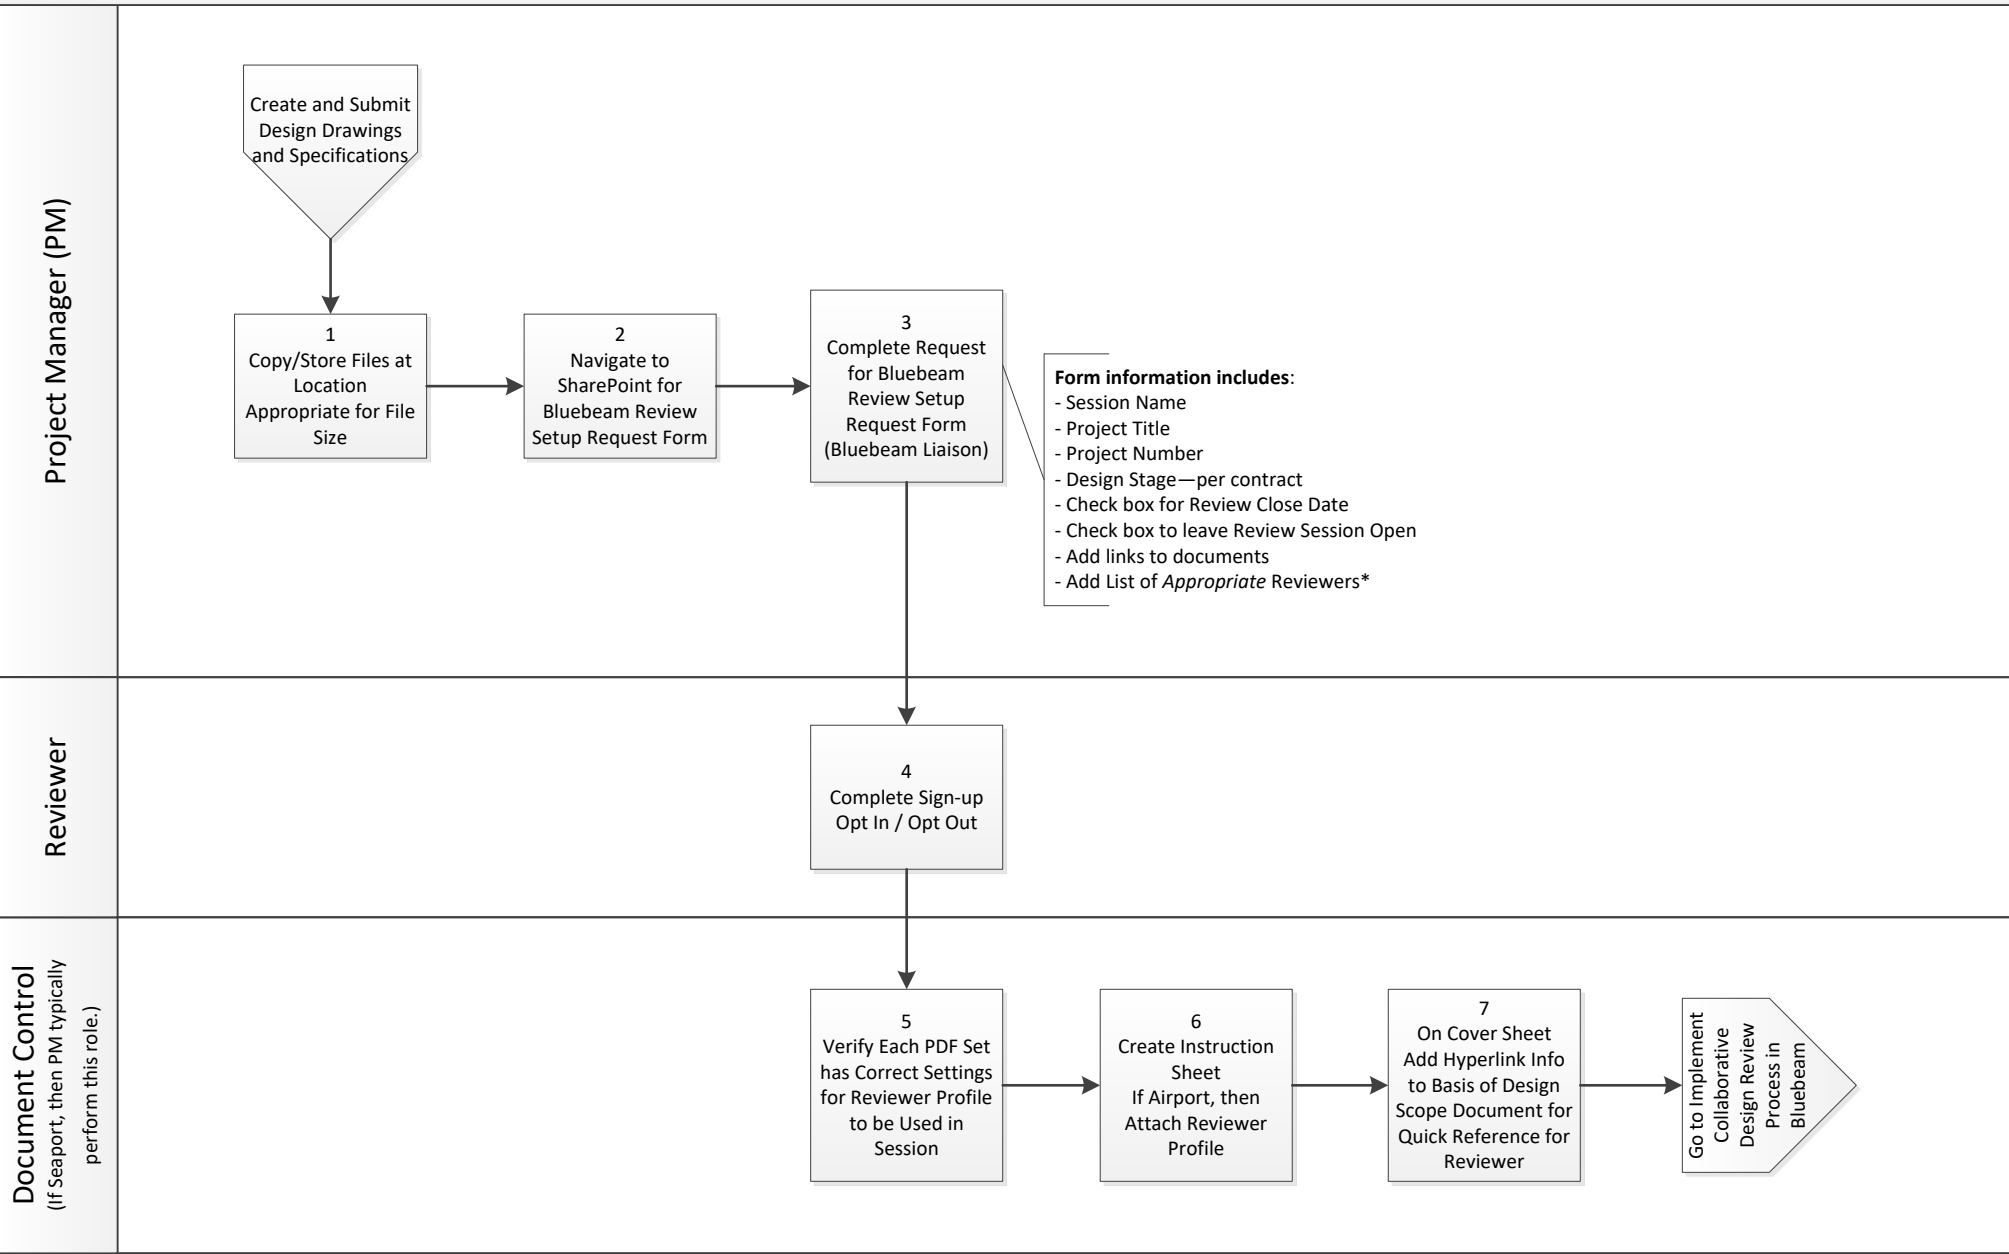 Project Manager (PM)
Create and Submit
Design Drawings
and Specifications
1
Copy/Store Files at
Location
Appropriate for File
Size
2
Navigate to
SharePoint for
Bluebeam Review
Setup Request Form
3
Complete Request
for Bluebeam
Review Setup
Request Form
(Bluebeam Liaison)
Form information includes:
- Session Name
- Project Title
- Project Number
- Design Stage—per contract
- Check box for Review Close Date
- Check box to leave Review Session Open
- Add links to documents
- Add List of Appropriate Reviewers*
Reviewer
4
Complete Sign-up
Opt In / Opt Out
Document Control
(If Seaport, then PM typically
perform this role.)
5
Verify Each PDF Set
has Correct Settings
for Reviewer Profile
to be Used in
Session
6
Create Instruction
Sheet
If Airport, then
Attach Reviewer
Profile
7
On Cover Sheet
Add Hyperlink Info
to Basis of Design
Scope Document for
Quick Reference for
Reviewer
Go to Implement
Collaborative
Design Review
Process in
Bluebeam